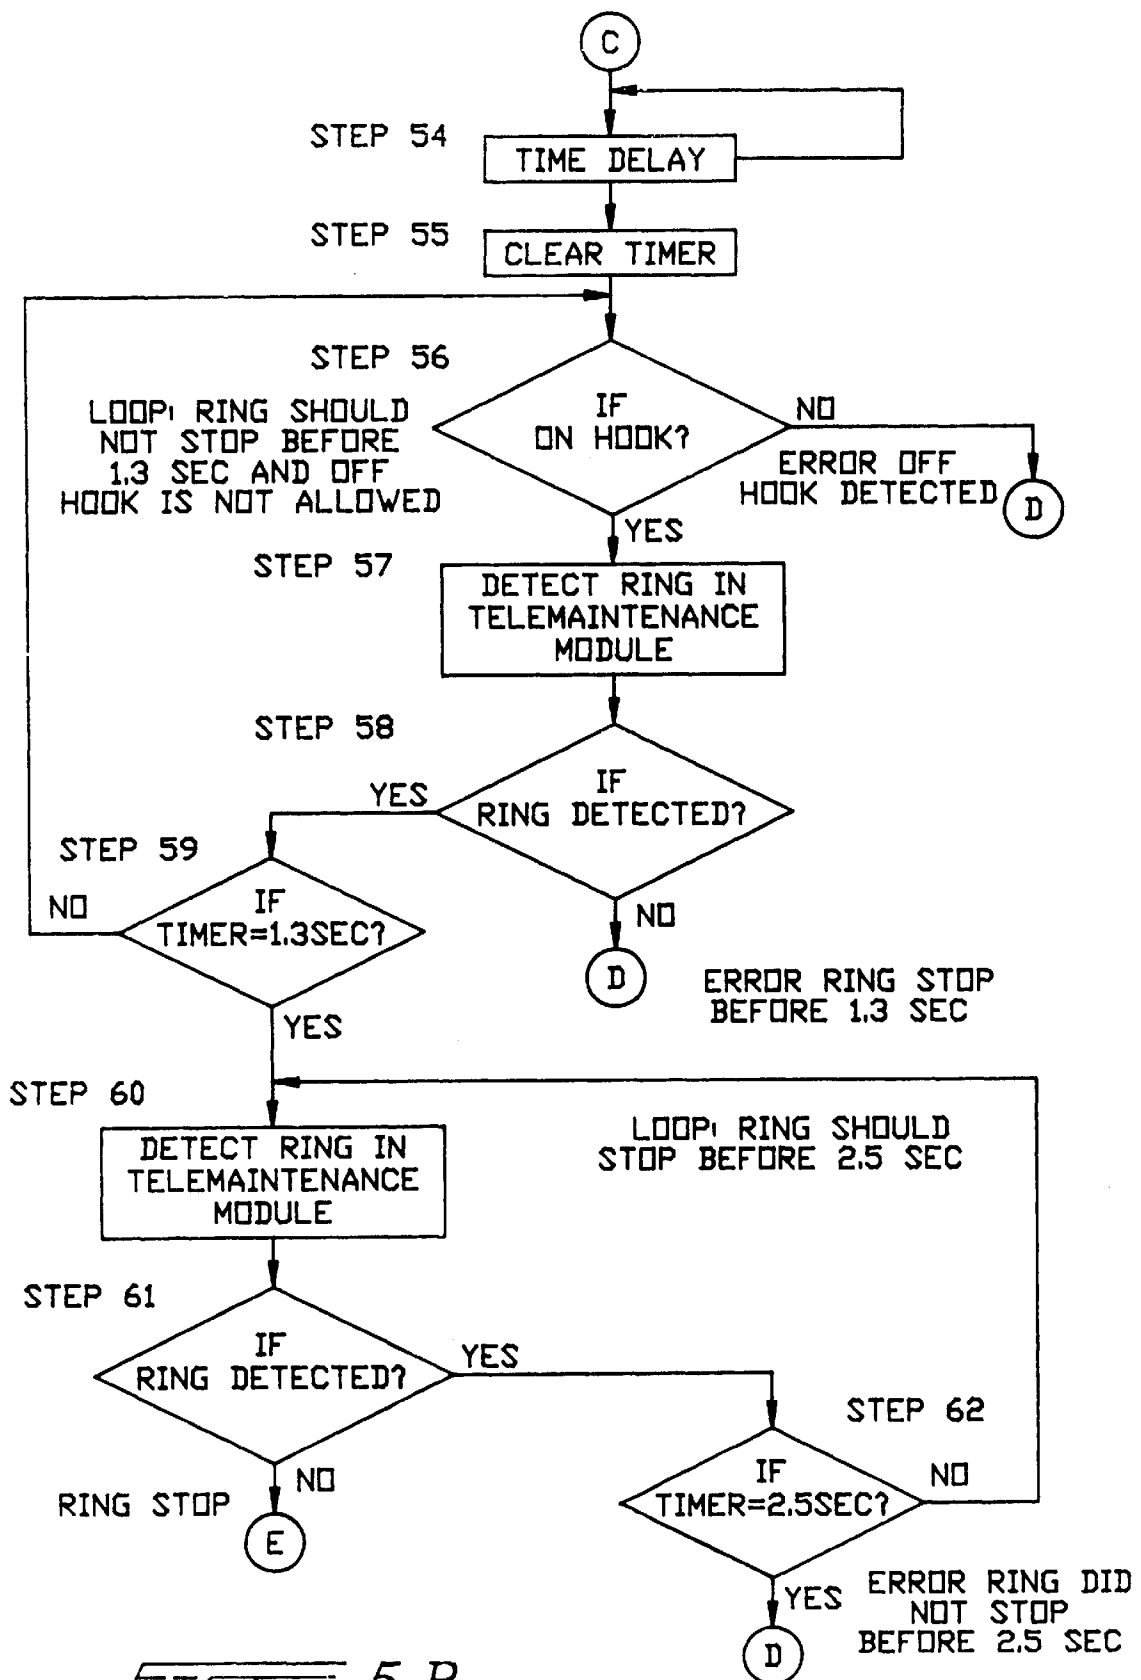 C
STEP 54
TIME DELAY
STEP 55
CLEAR TIMER
STEP 56
IF
ON HOOK?
NO
LOOP: RING SHOULD
NOT STOP BEFORE
1.3 SEC AND OFF
HOOK IS NOT ALLOWED
ERROR OFF
HOOK DETECTED
D
YES
STEP 57
DETECT RING IN
TELEMAINTENANCE
MODULE
STEP 58
IF
RING DETECTED?
YES
STEP 59
IF
TIMER=1.3SEC?
NO
NO
D
ERROR RING STOP
BEFORE 1.3 SEC
YES
STEP 60
DETECT RING IN
TELEMAINTENANCE
MODULE
LOOP: RING SHOULD
STOP BEFORE 2.5 SEC
STEP 61
IF
RING DETECTED?
YES
STEP 62
IF
TIMER=2.5SEC?
NO
NO
RING STOP
E
YES
ERROR RING DID
NOT STOP
BEFORE 2.5 SEC
D